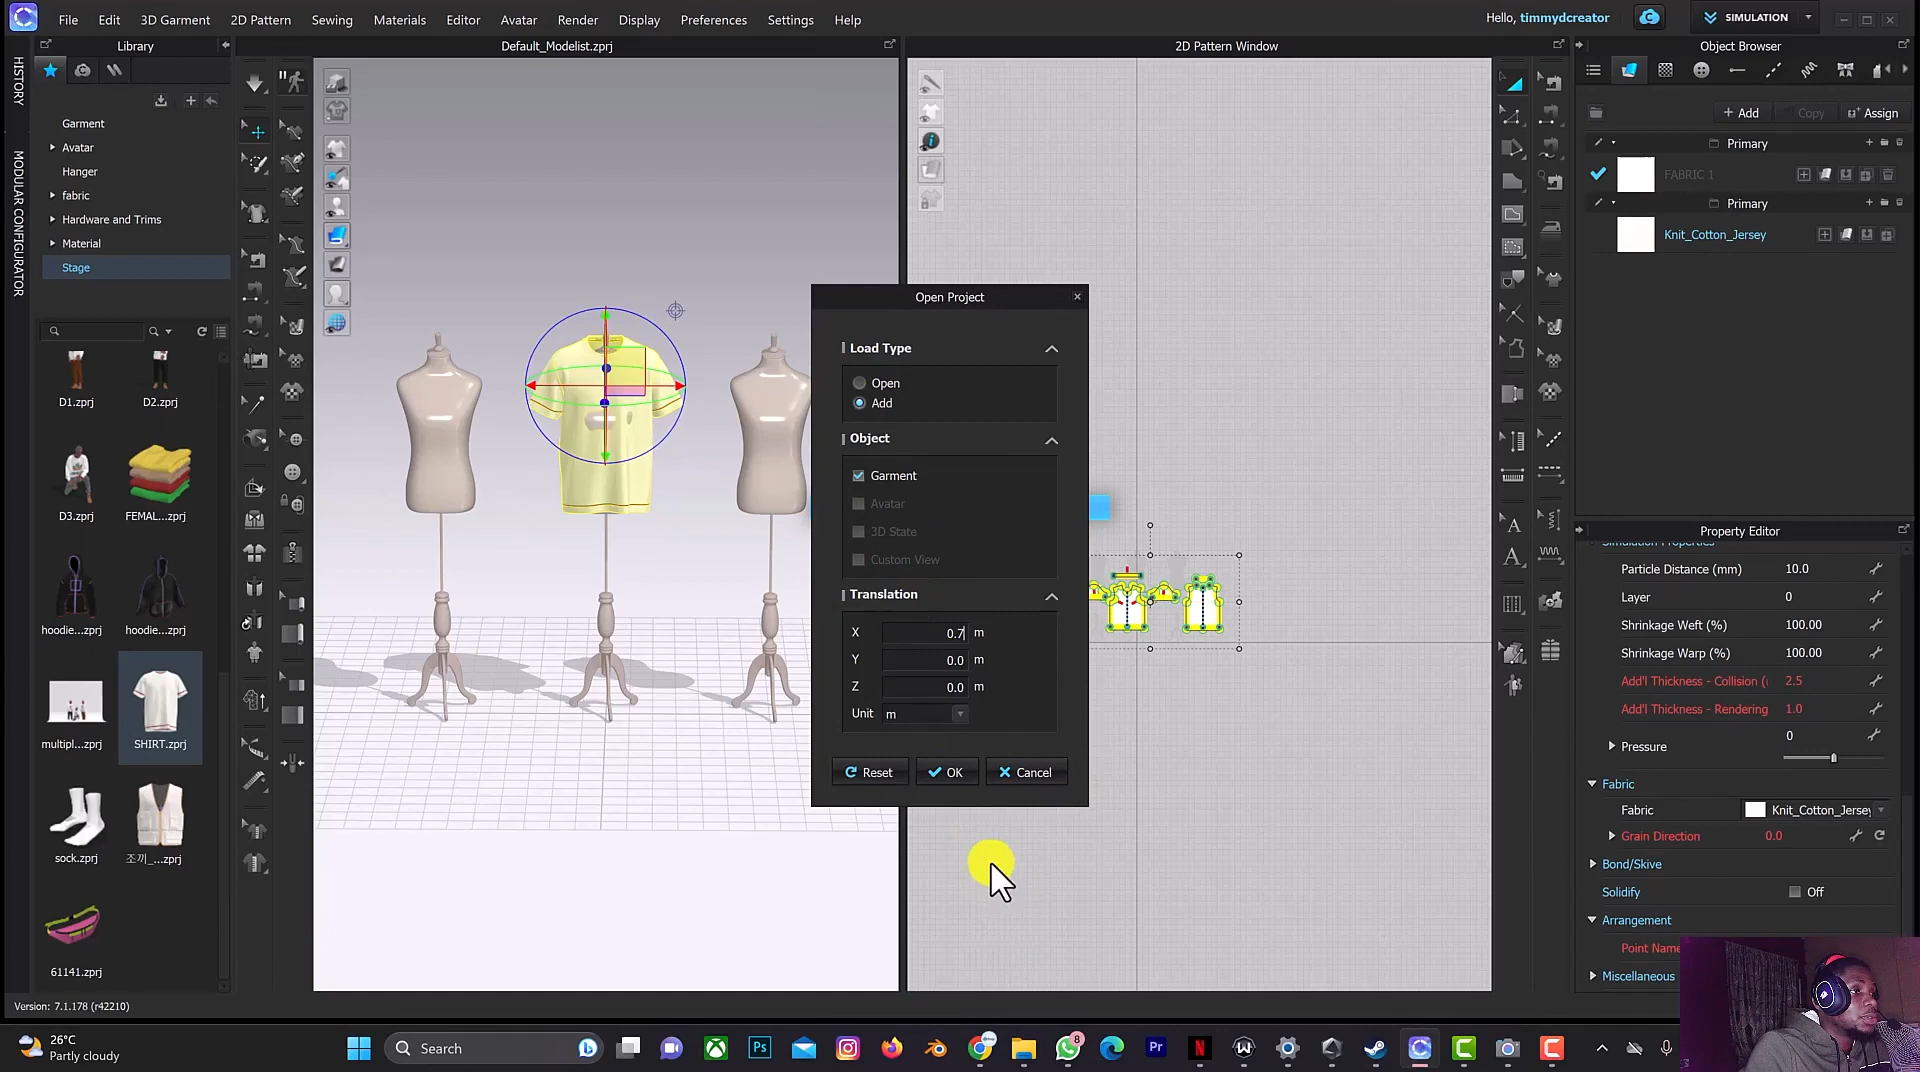 File Edit 3D Garment 2D Pattern Sewing Materials Editor Avatar Render Display Preferences Settings Help
Hello, timmydcreator
SIMULATION
HISTORY
MODULAR CONFIGURATOR
Library
Garment
Avatar
Hanger
fabric
Hardware and Trims
Material
Stage
D1.zprj
D2.zprj
D3.zprj
FEMAL...zprj
hoodie...zprj
hoodie...zprj
multipl...zprj
SHIRT.zprj
sock.zprj
조끼_...zprj
61141.zprj
Version: 7.1.178 (r42210)
Default_Modelist.zprj
2D Pattern Window
Open Project
Load Type
Open
Add
Object
Garment
Avatar
3D State
Custom View
Translation
X 0.7 m
Y 0.0 m
Z 0.0 m
Unit m
Reset OK Cancel
Object Browser
+ Add Copy Assign
Primary
FABRIC 1
Primary
Knit_Cotton_Jersey
Property Editor
Simulation Properties
Particle Distance (mm) 10.0
Layer 0
Shrinkage Weft (%) 100.00
Shrinkage Warp (%) 100.00
Add'l Thickness - Collision ( 2.5
Add'l Thickness - Rendering 1.0
Pressure 0
Fabric
Fabric Knit_Cotton_Jersey
Grain Direction 0.0
Bond/Skive
Solidify Off
Arrangement
Point Name
Miscellaneous
26°C
Partly cloudy
Search
Ps
8
Pr
N